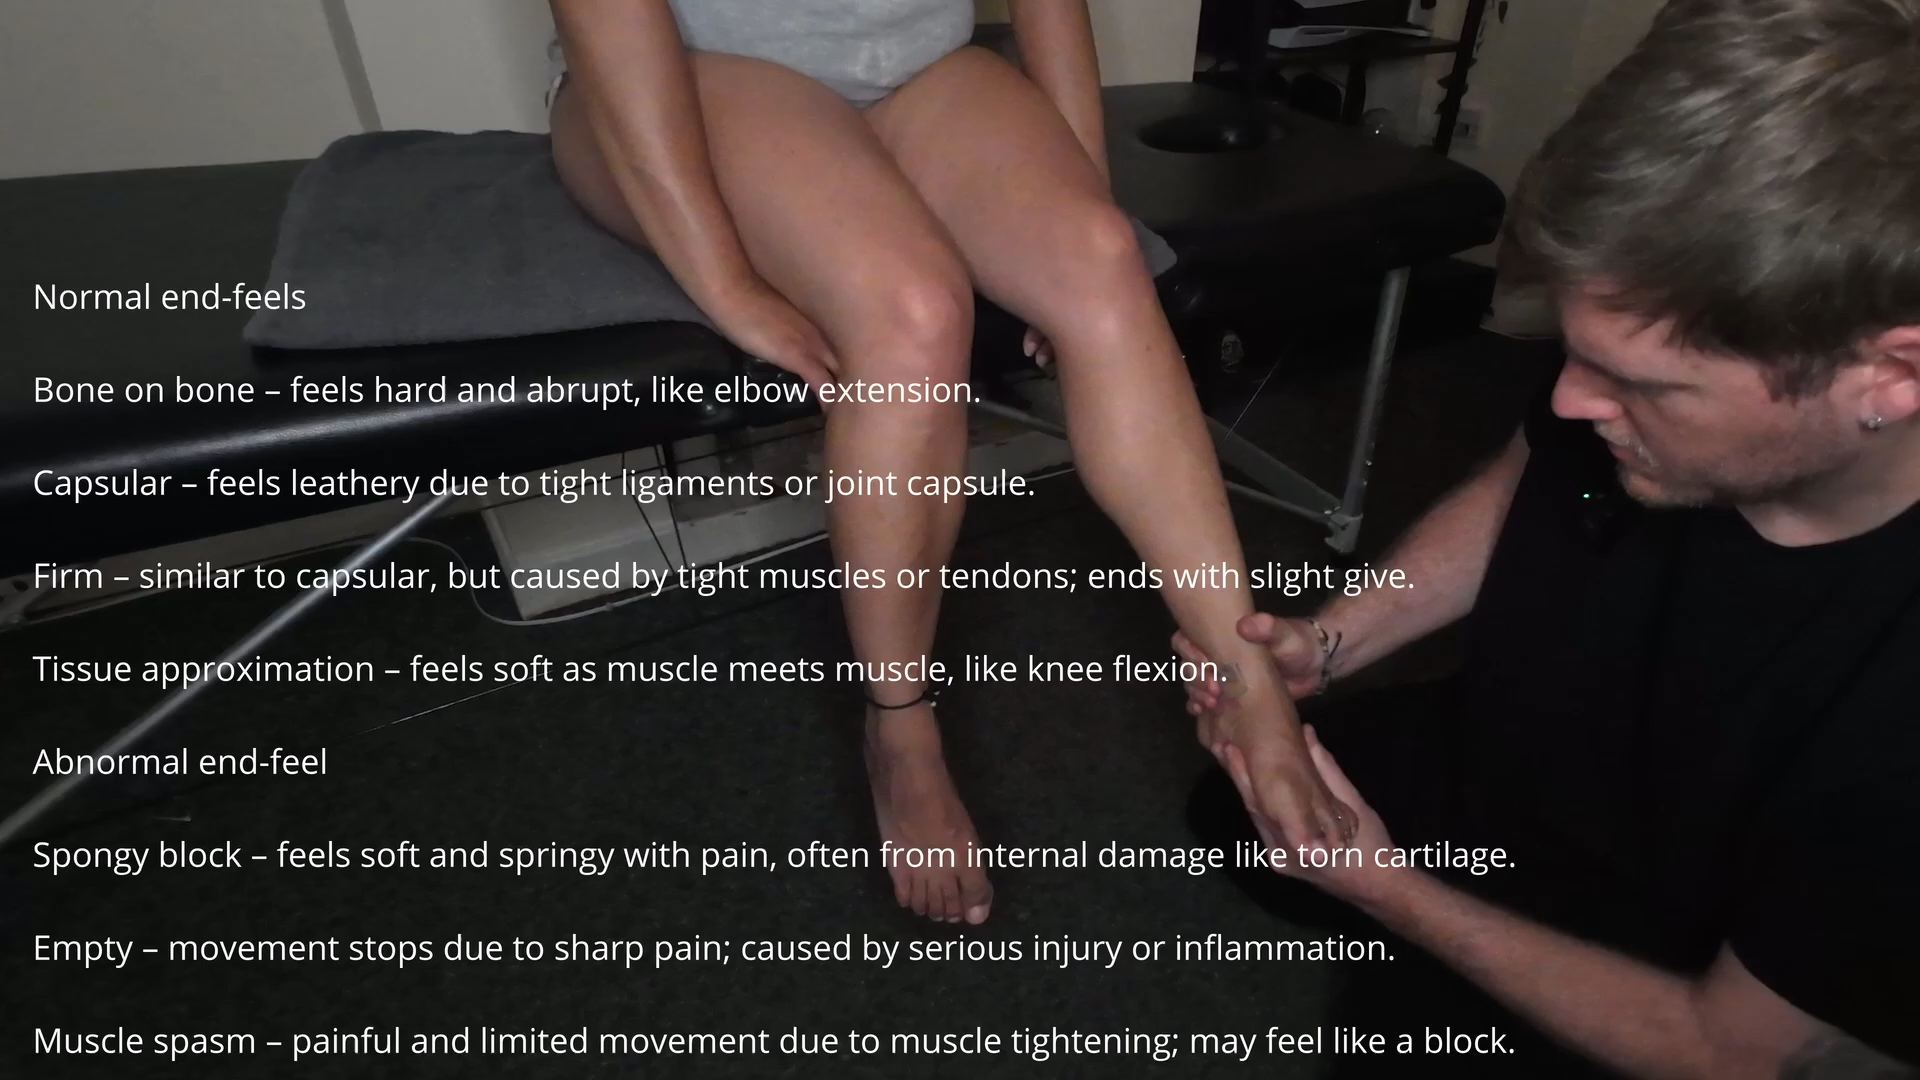 Normal end-feels
Bone on bone – feels hard and abrupt, like elbow extension.
Capsular – feels leathery due to tight ligaments or joint capsule.
Firm – similar to capsular, but caused by tight muscles or tendons; ends with slight give.
Tissue approximation – feels soft as muscle meets muscle, like knee flexion.
Abnormal end-feel
Spongy block – feels soft and springy with pain, often from internal damage like torn cartilage.
Empty – movement stops due to sharp pain; caused by serious injury or inflammation.
Muscle spasm – painful and limited movement due to muscle tightening; may feel like a block.